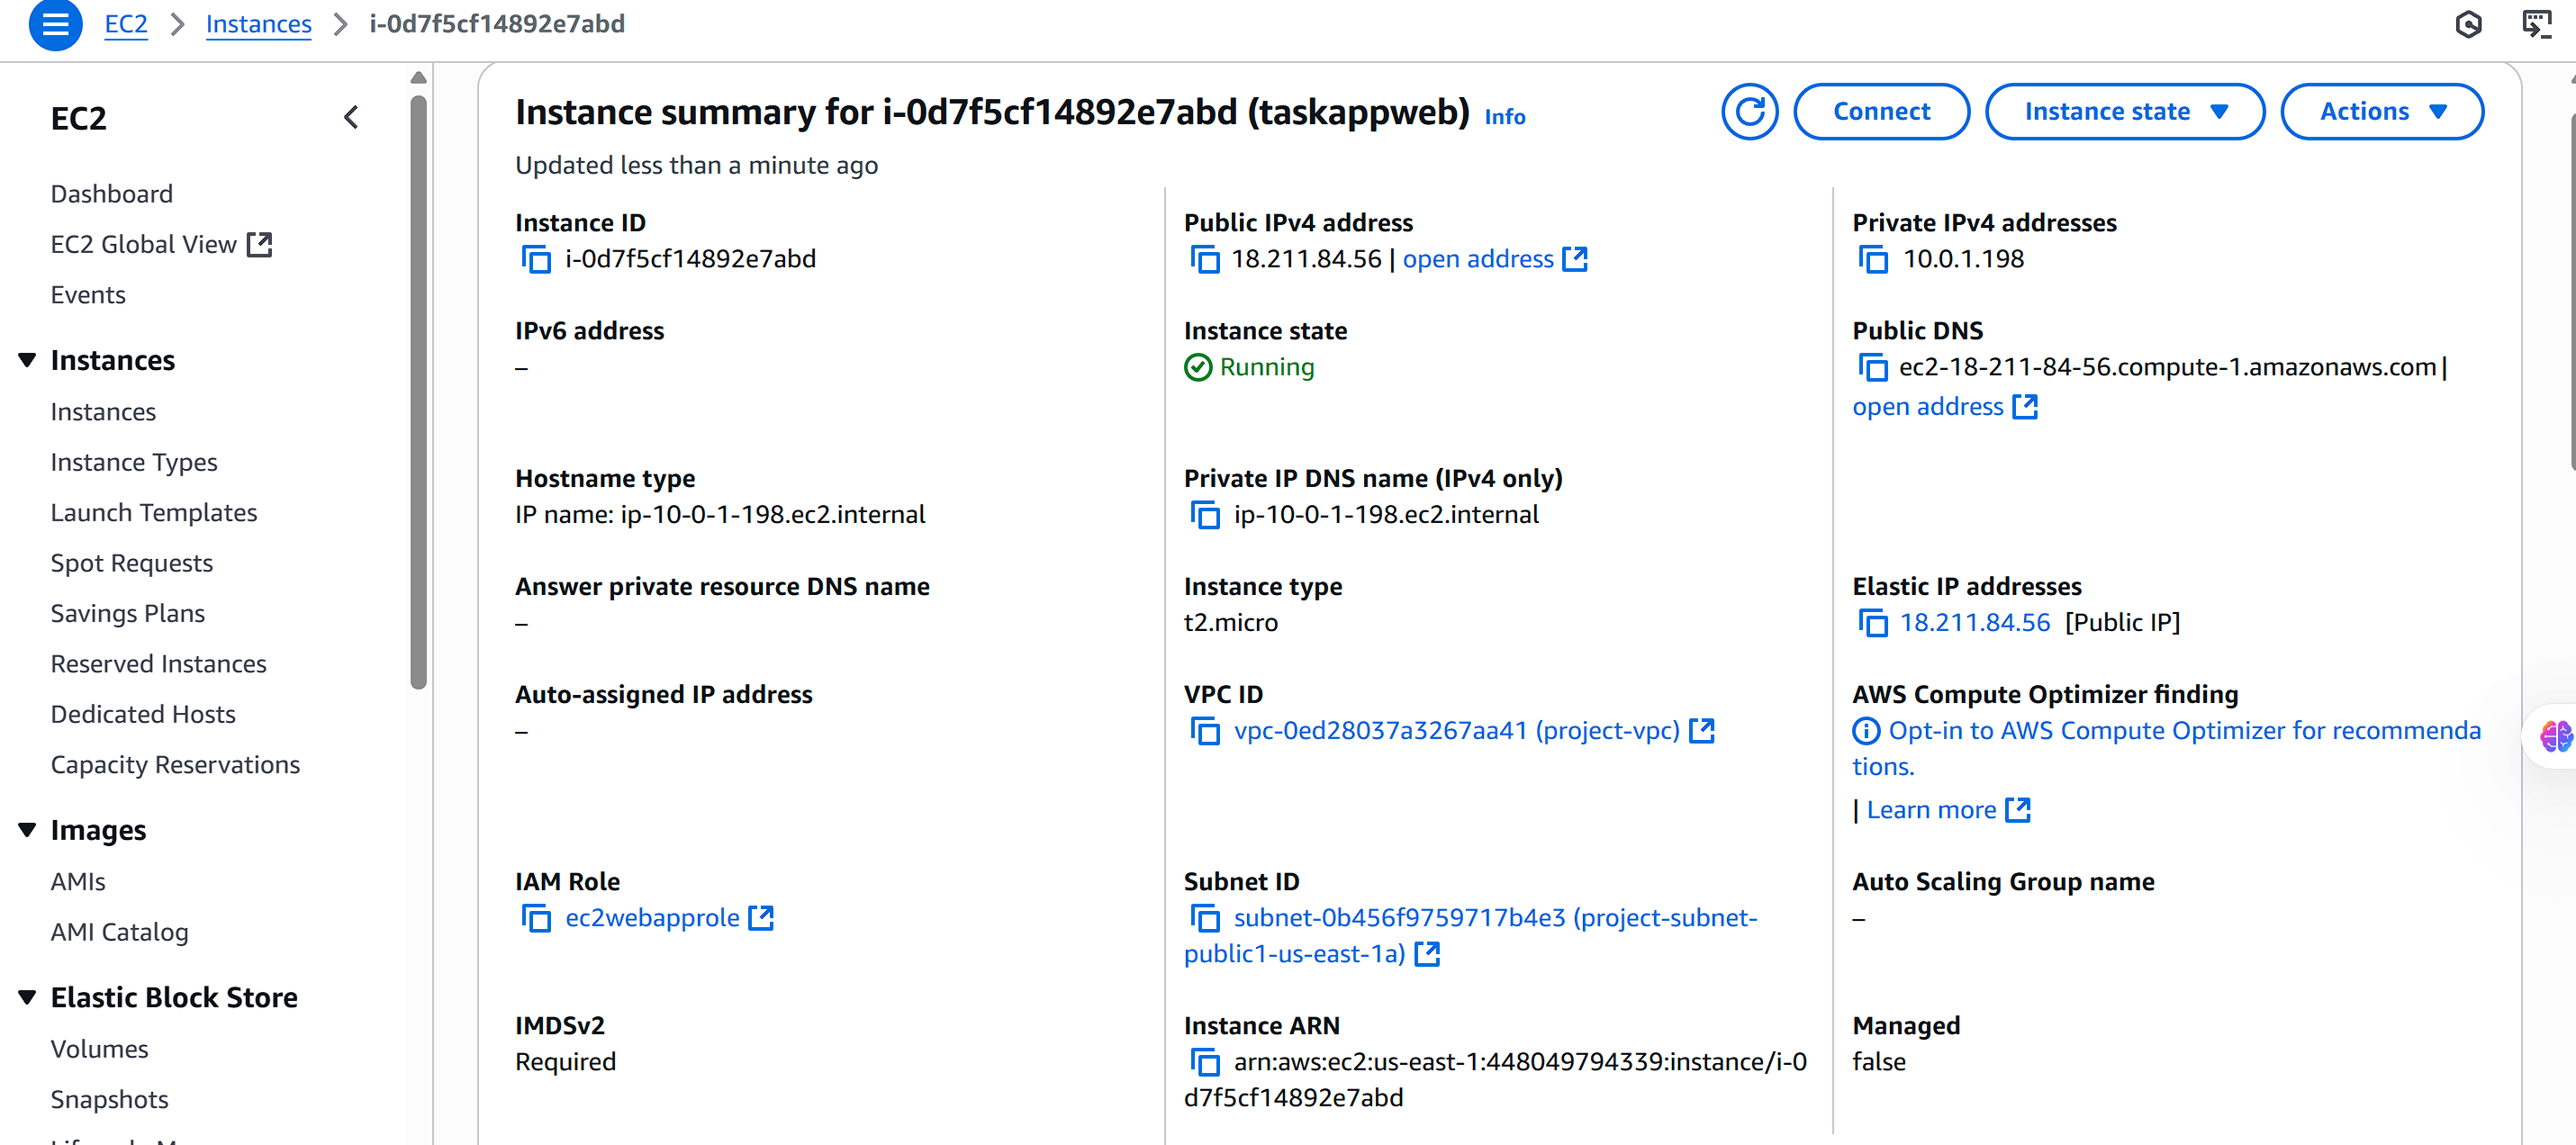 EC2 > Instances > i-0d7f5cf14892e7abd
EC2
Dashboard
EC2 Global View
Events
Instances
Instances
Instance Types
Launch Templates
Spot Requests
Savings Plans
Reserved Instances
Dedicated Hosts
Capacity Reservations
Images
AMIs
AMI Catalog
Elastic Block Store
Volumes
Snapshots
Instance summary for i-0d7f5cf14892e7abd (taskappweb) Info
Connect
Instance state
Actions
Updated less than a minute ago
Instance ID
i-0d7f5cf14892e7abd
Public IPv4 address
18.211.84.56 | open address
Private IPv4 addresses
10.0.1.198
IPv6 address
–
Instance state
Running
Public DNS
ec2-18-211-84-56.compute-1.amazonaws.com |
open address
Hostname type
IP name: ip-10-0-1-198.ec2.internal
Private IP DNS name (IPv4 only)
ip-10-0-1-198.ec2.internal
Answer private resource DNS name
–
Instance type
t2.micro
Elastic IP addresses
18.211.84.56 [Public IP]
Auto-assigned IP address
–
VPC ID
vpc-0ed28037a3267aa41 (project-vpc)
AWS Compute Optimizer finding
Opt-in to AWS Compute Optimizer for recommenda
tions.
| Learn more
IAM Role
ec2webapprole
Subnet ID
subnet-0b456f9759717b4e3 (project-subnet-
public1-us-east-1a)
Auto Scaling Group name
–
IMDSv2
Required
Instance ARN
arn:aws:ec2:us-east-1:448049794339:instance/i-0
d7f5cf14892e7abd
Managed
false